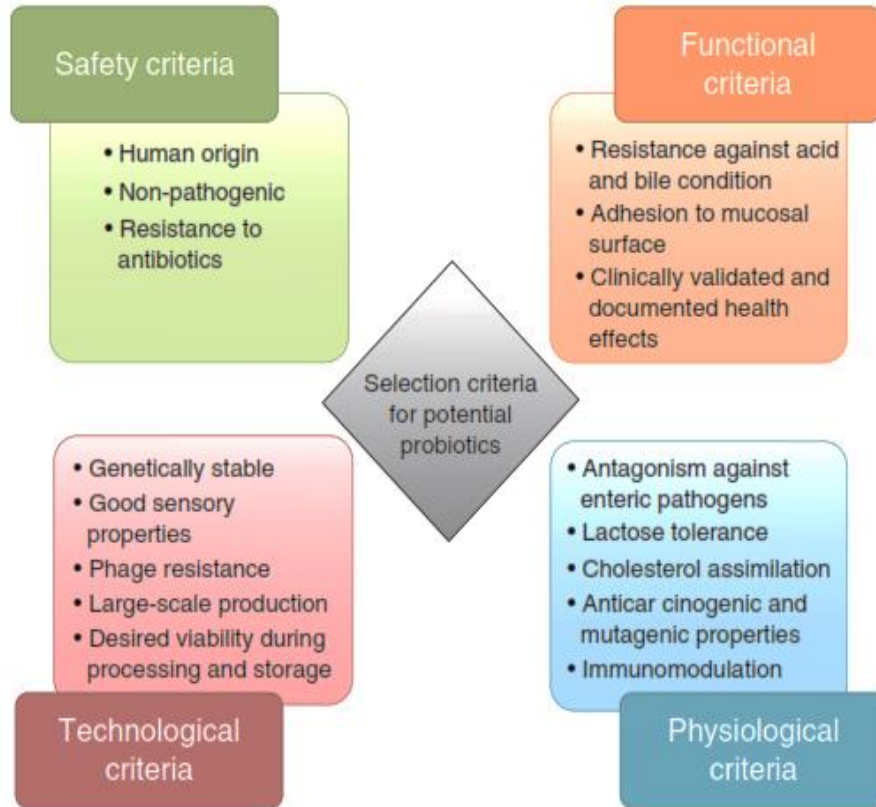 Safety criteria
• Human origin
• Non-pathogenic
• Resistance to
antibiotics
Functional
criteria
• Resistance against acid
and bile condition
• Adhesion to mucosal
surface
• Clinically validated and
documented health
effects
Selection criteria
for potential
probiotics
• Genetically stable
• Good sensory
properties
• Phage resistance
• Large-scale production
• Desired viability during
processing and storage
Technological
criteria
• Antagonism against
enteric pathogens
• Lactose tolerance
• Cholesterol assimilation
• Anticar cinogenic and
mutagenic properties
• Immunomodulation
Physiological
criteria